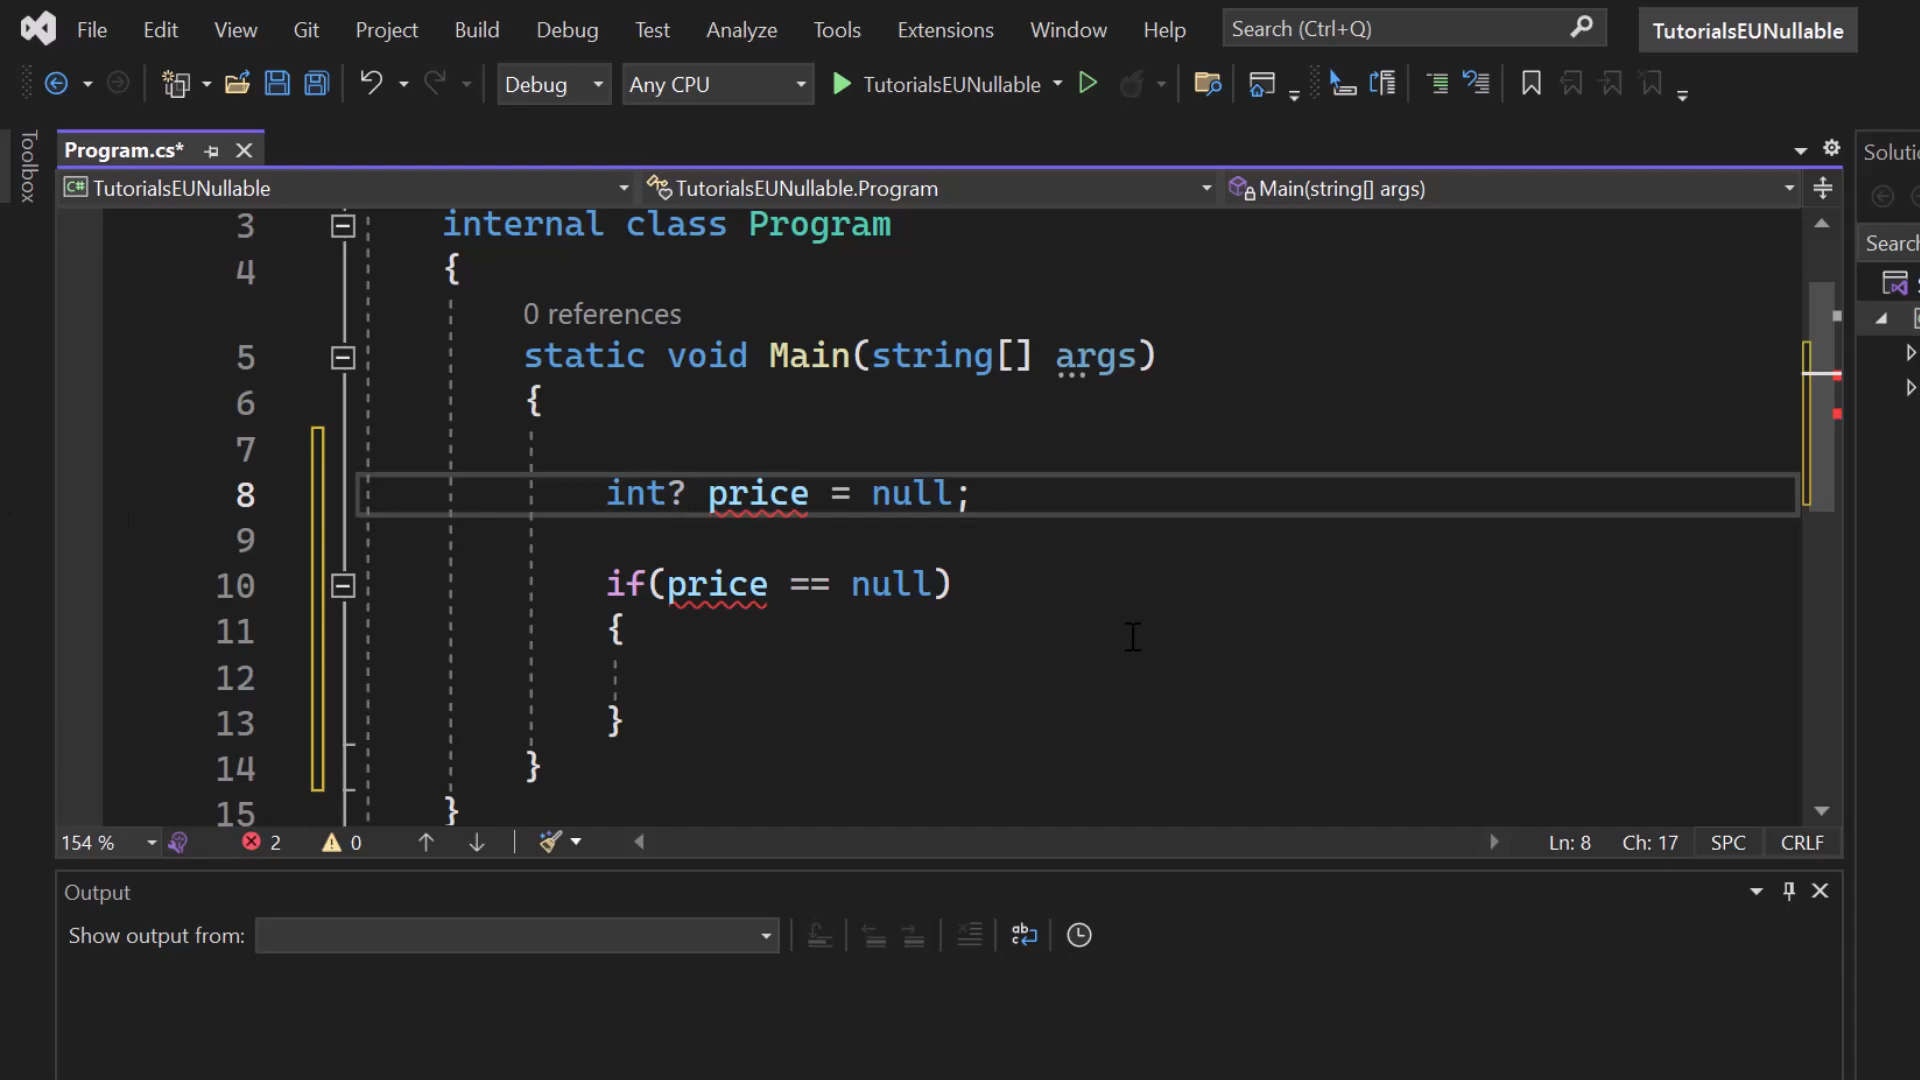 File Edit View Git Project Build Debug Test Analyze Tools Extensions Window Help Search (Ctrl+Q) TutorialsEUNullable
Debug Any CPU TutorialsEUNullable
Toolbox
Program.cs*
Soluti
C# TutorialsEUNullable TutorialsEUNullable.Program Main(string[] args)
Search
3 internal class Program
4 {
0 references
5 static void Main(string[] args)
6 {
7
8 int? price = null;
9
10 if(price == null)
11 {
12
13 }
14 }
15 }
154 % 2 0 Ln: 8 Ch: 17 SPC CRLF
Output
Show output from: